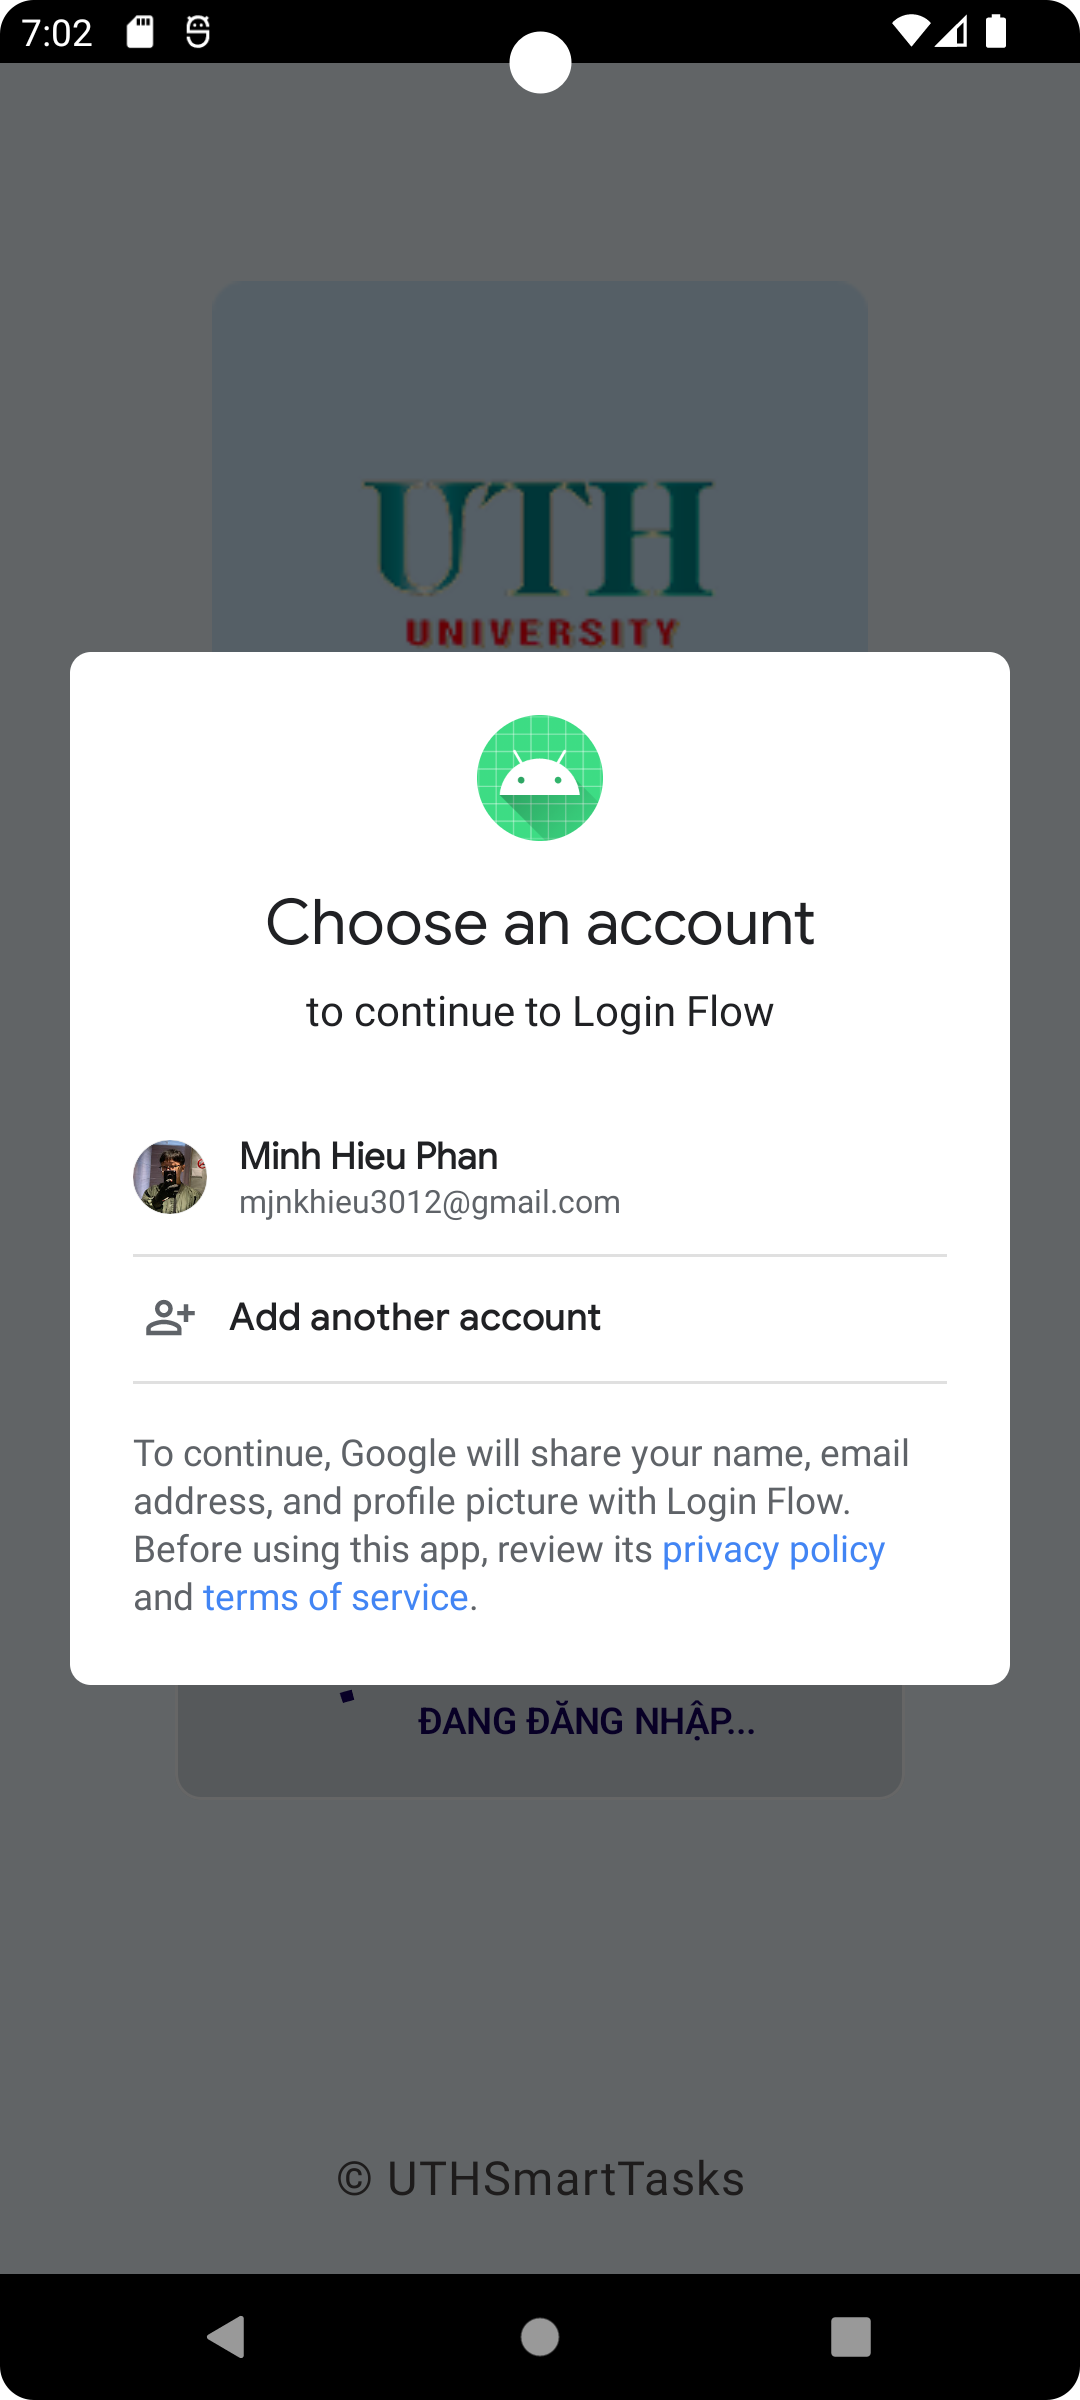 7:02
UTH
UNIVERSITY
Choose an account
to continue to Login Flow
Minh Hieu Phan
mjnkhieu3012@gmail.com
Add another account
To continue, Google will share your name, email
address, and profile picture with Login Flow.
Before using this app, review its privacy policy
and terms of service.
ĐANG ĐĂNG NHẬP...
© UTHSmartTasks